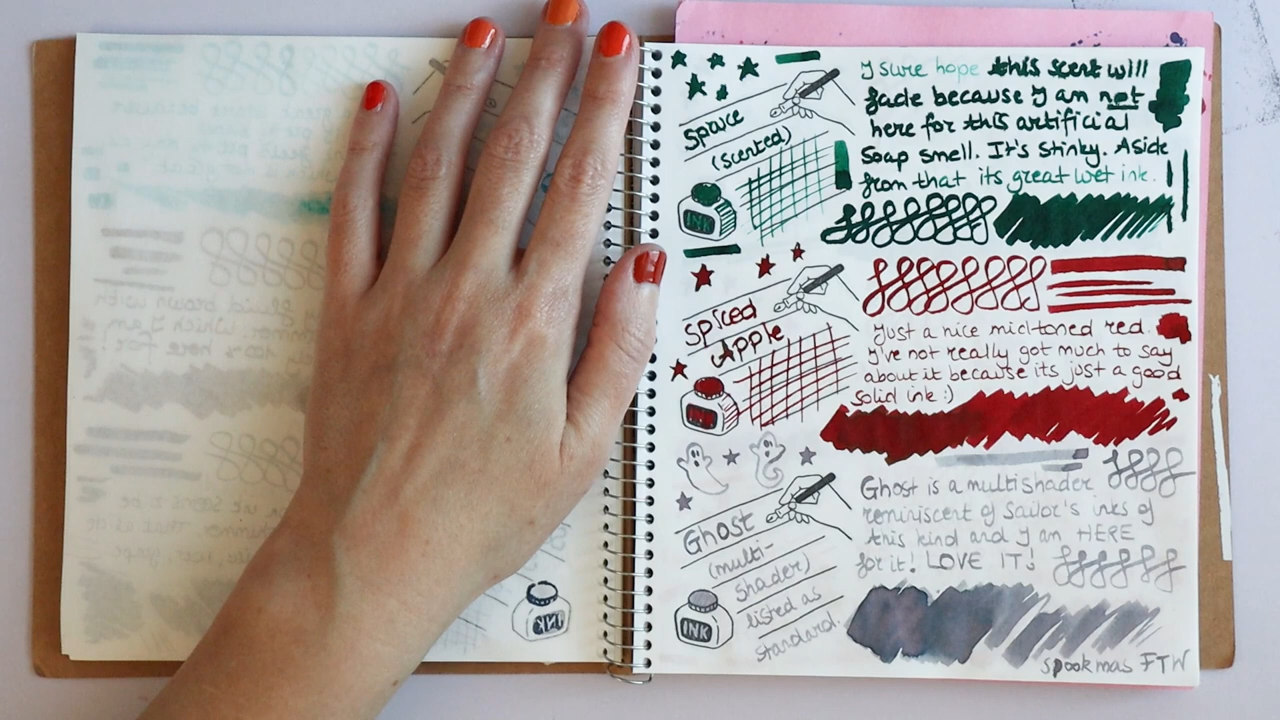 Spruce
(scented)
INK
I sure hope this scent will
fade because I am not
here for this artificial
soap smell. It's stinky. Aside
from that its great wet ink.
Spiced
Apple
INK
Just a nice mid-toned red.
I've not really got much to say
about it because its just a good
solid ink :)
Ghost
(multi-
shader)
listed as
standard.
INK
Ghost is a multishader
reminiscent of Sailor's inks of
this kind and I am HERE
for it! LOVE IT!
spookmas FTW